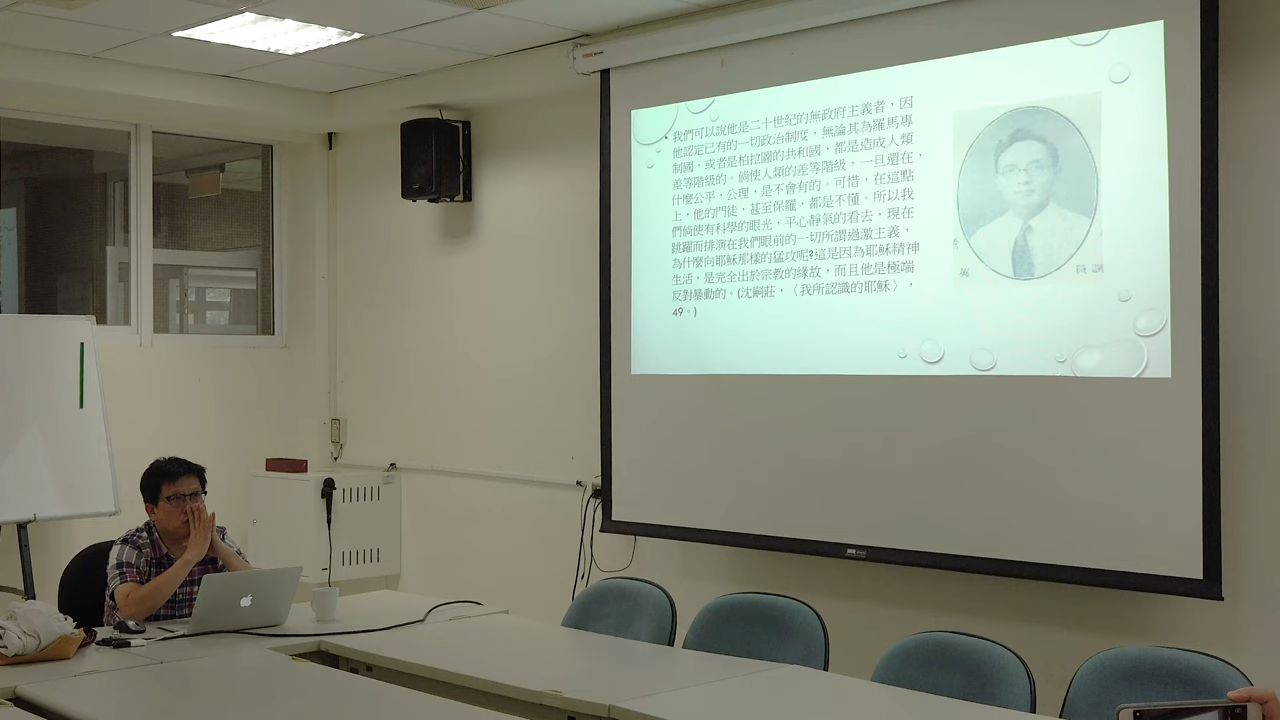 我們可以說他是二十世紀的無政府主義者，因
他認定已有的一切政治制度，無論其為羅馬專
制國，或者是柏拉圖的共和國，都是造成人類
差等階級的。倘使人類的差等階級，一旦還在，
什麼公平，公理，是不會有的。可惜，在這點
上，他的門徒，甚至保羅，都是不懂。所以我
們倘使有科學的眼光，平心靜氣的看去，現在
跳躍而排演在我們眼前的一切所謂過激主義，
為什麼向耶穌那樣的猛攻呢?這是因為耶穌精神
生活，是完全出於宗教的緣故，而且他是極端
反對暴動的。(沈嗣莊，〈我所認識的耶穌〉，
49。)